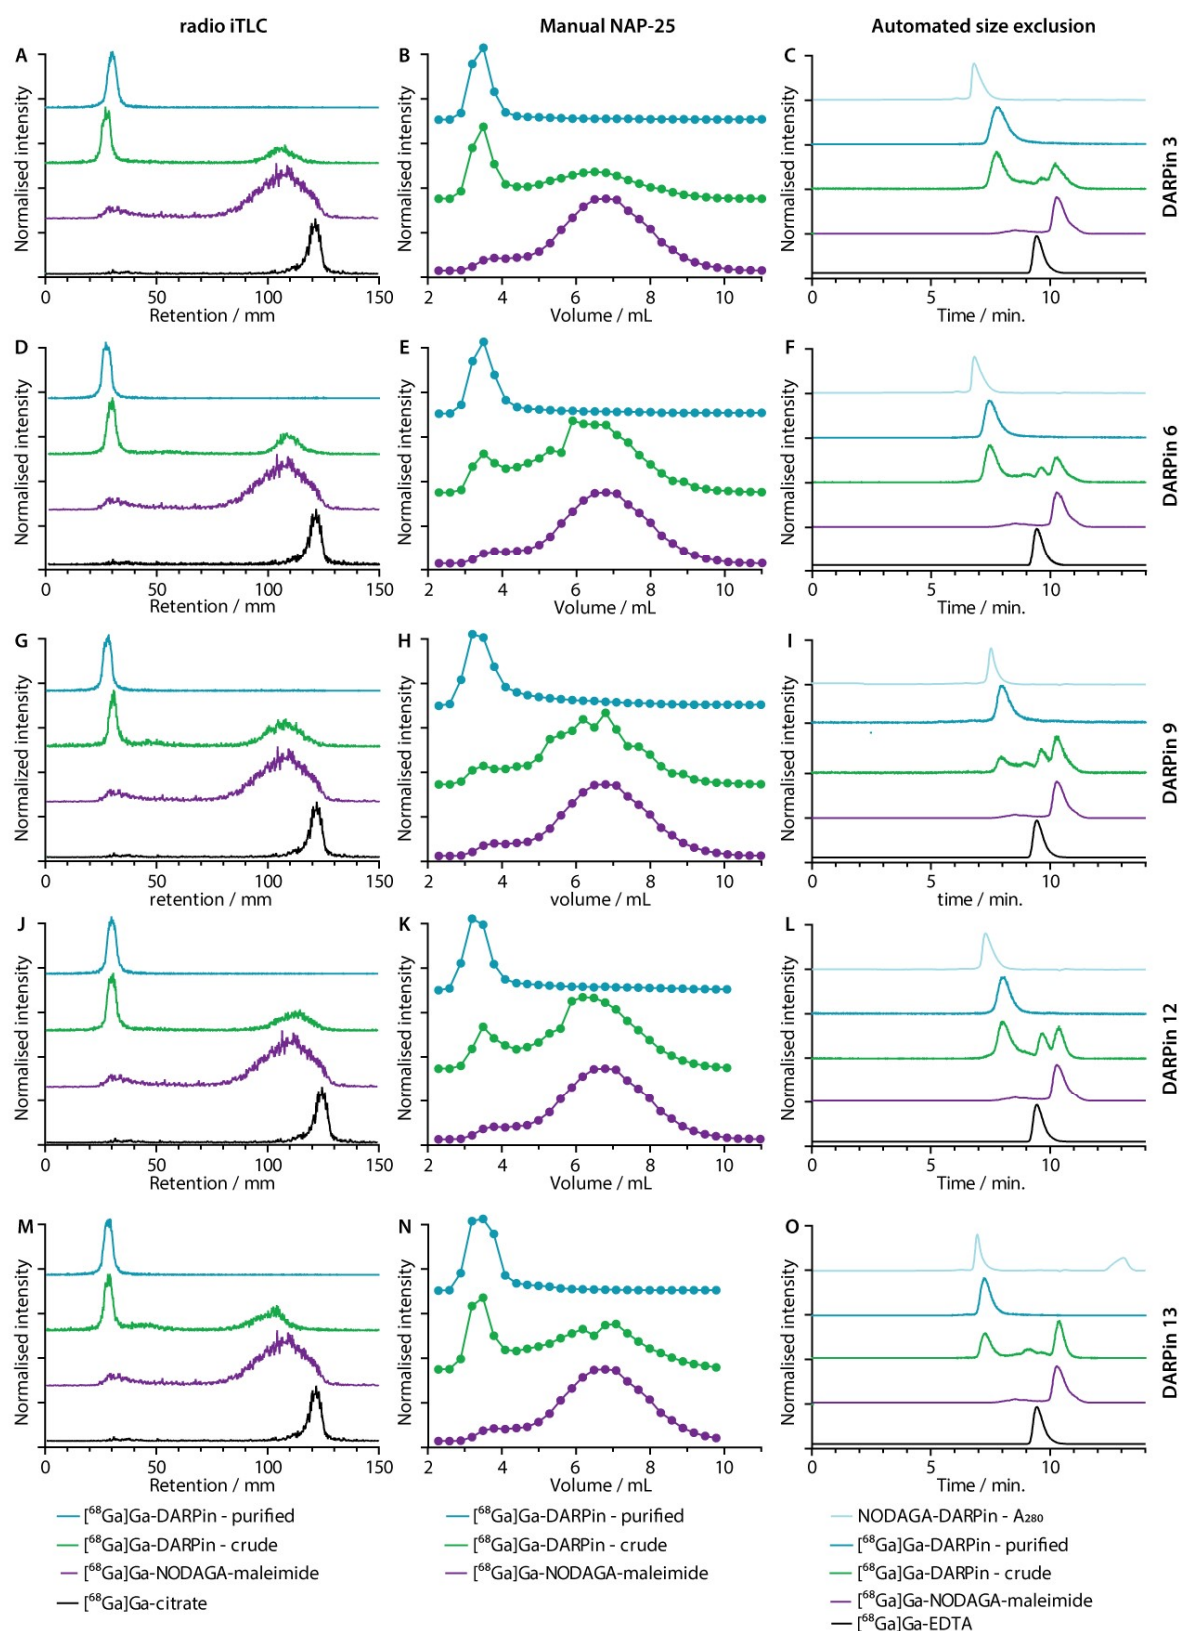 radio iTLC Manual NAP-25 Automated size exclusion
A B C
Normalised intensity Normalised intensity Normalised intensity DARPin 3
0 50 100 150 2 4 6 8 10 0 5 10
Retention / mm Volume / mL Time / min.
D E F
Normalised intensity Normalised intensity Normalised intensity DARPin 6
0 50 100 150 2 4 6 8 10 0 5 10
Retention / mm Volume / mL Time / min.
G H I
Normalized intensity Normalised intensity Normalised intensity DARPin 9
0 50 100 150 2 4 6 8 10 0 5 10
retention / mm volume / mL time / min.
J K L
Normalised intensity Normalised intensity Normalised intensity DARPin 12
0 50 100 150 2 4 6 8 10 0 5 10
Retention / mm Volume / mL Time / min.
M N O
Normalised intensity Normalised intensity Normalised intensity DARPin 13
0 50 100 150 2 4 6 8 10 0 5 10
Retention / mm Volume / mL Time / min.
[⁶⁸Ga]Ga-DARPin - purified
[⁶⁸Ga]Ga-DARPin - crude
[⁶⁸Ga]Ga-NODAGA-maleimide
[⁶⁸Ga]Ga-citrate
[⁶⁸Ga]Ga-DARPin - purified
[⁶⁸Ga]Ga-DARPin - crude
[⁶⁸Ga]Ga-NODAGA-maleimide
NODAGA-DARPin - A₂₈₀
[⁶⁸Ga]Ga-DARPin - purified
[⁶⁸Ga]Ga-DARPin - crude
[⁶⁸Ga]Ga-NODAGA-maleimide
[⁶⁸Ga]Ga-EDTA